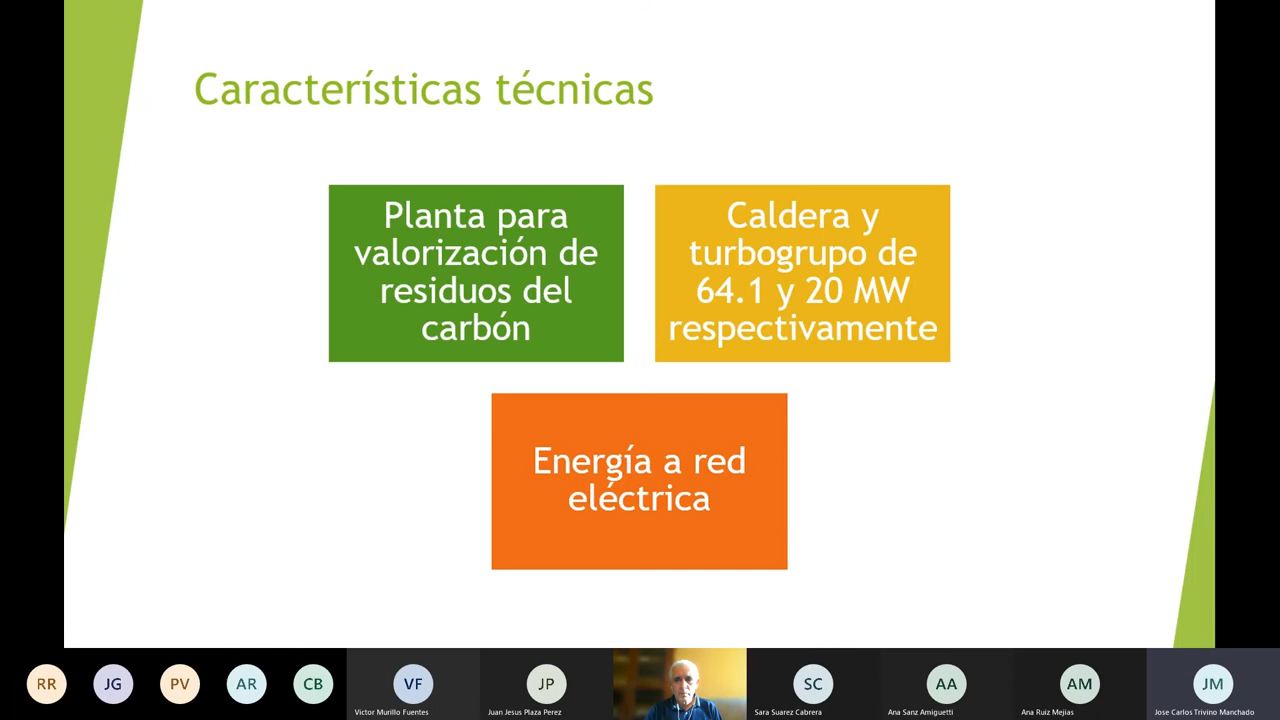 Características técnicas
Planta para
valorización de
residuos del
carbón
Caldera y
turbogrupo de
64.1 y 20 MW
respectivamente
Energía a red
eléctrica
RR
JG
PV
AR
CB
VF
JP
SC
AA
AM
JM
Victor Murillo Fuentes
Juan Jesus Plaza Perez
Sara Suarez Cabrera
Ana Sanz Amiguetti
Ana Ruiz Mejias
Jose Carlos Trivino Manchado